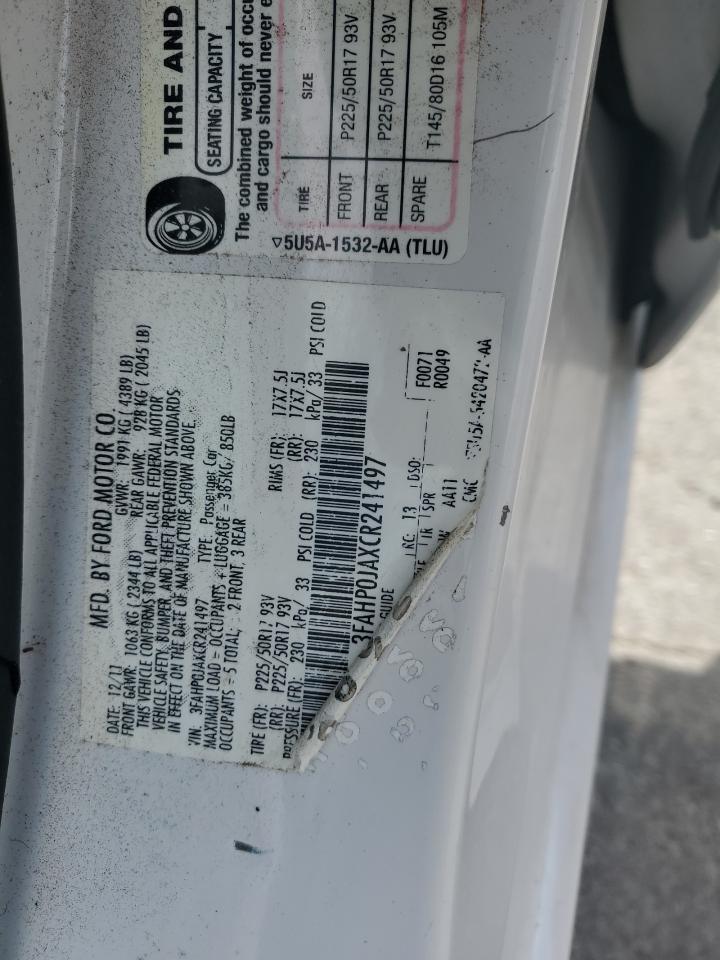 TIRE AND
SEATING CAPACITY
The combined weight of occu
and cargo should never e
TIRE SIZE
FRONT P225/50R17 93V
REAR P225/50R17 93V
SPARE T145/80D16 105M
5U5A-1532-AA (TLU)
MFD. BY FORD MOTOR CO.
DATE: 12/11 GVWR: 1991 KG ( 4389 LB)
FRONT GAWR: 1063 KG ( 2344 LB) REAR GAWR: 928 KG ( 2045 LB)
THIS VEHICLE CONFORMS TO ALL APPLICABLE FEDERAL MOTOR
VEHICLE SAFETY, BUMPER, AND THEFT PREVENTION STANDARDS
IN EFFECT ON THE DATE OF MANUFACTURE SHOWN ABOVE.
VIN: 3FAHP0JAXCR241497 TYPE: Passenger Car
MAXIMUM LOAD = OCCUPANTS + LUGGAGE = 385KG/ 850LB
OCCUPANTS = 5 TOTAL: 2 FRONT, 3 REAR
TIRE (FR): P225/50R17 93V RIMS (FR): 17X7.5J
(RR): P225/50R17 93V (RR): 17X7.5J
PRESSURE (FR): 230 kPa/ 33 PSI COLD (RR): 230 kPa/ 33 PSI COLD
3FAHP0JAXCR241497
F0071
R0049
RC: 13 DSO:
SPR
AA11
CMC